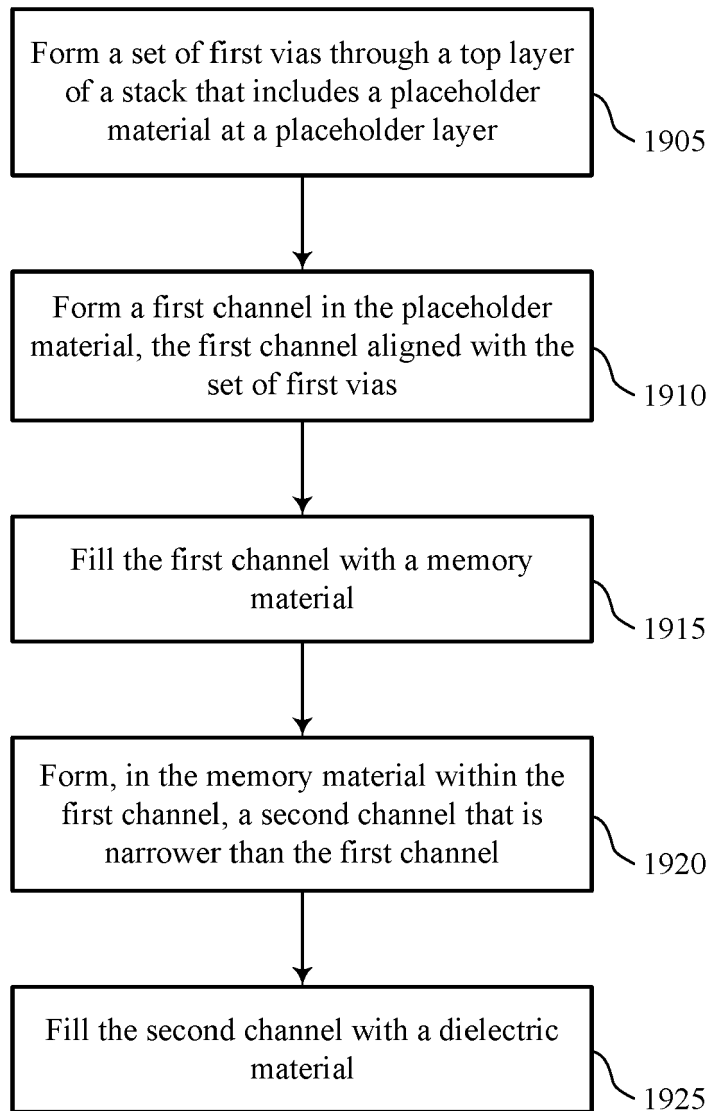 Form a set of first vias through a top layer
of a stack that includes a placeholder
material at a placeholder layer
1905
Form a first channel in the placeholder
material, the first channel aligned with the
set of first vias
1910
Fill the first channel with a memory
material
1915
Form, in the memory material within the
first channel, a second channel that is
narrower than the first channel
1920
Fill the second channel with a dielectric
material
1925